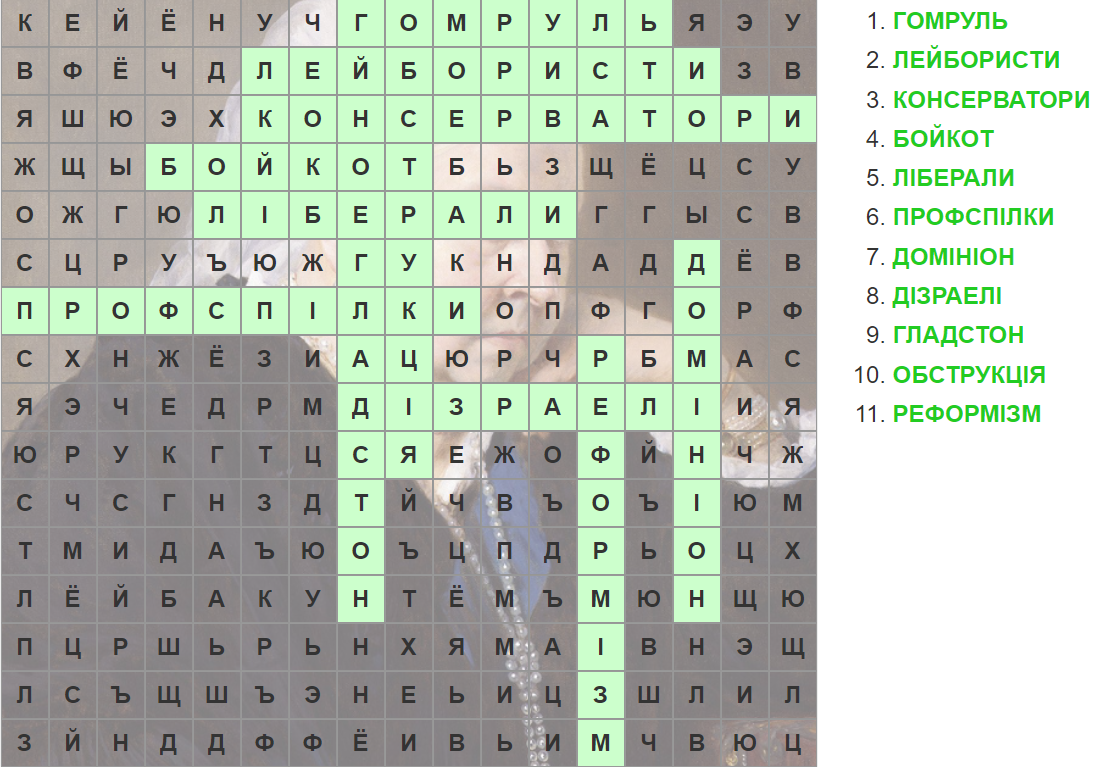 К Е Й Ё Н У Ч Г О М Р У Л Ь Я Э У
В Ф Ё Ч Д Л Е Й Б О Р И С Т И З В
Я Ш Ю Э Х К О Н С Е Р В А Т О Р И
Ж Щ Ы Б О Й К О Т Б Ь З Щ Ё Ц С У
О Ж Г Ю Л І Б Е Р А Л И Г Г Ы С В
С Ц Р У Ъ Ю Ж Г У К Н Д А Д Д Ё В
П Р О Ф С П І Л К И О П Ф Г О Р Ф
С Х Н Ж Ё З И А Ц Ю Р Ч Р Б М А С
Я Э Ч Е Д Р М Д І З Р А Е Л І И Я
Ю Р У К Г Т Ц С Я Е Ж О Ф Й Н Ч Ж
С Ч С Г Н З Д Т Й Ч В Ъ О Ъ І Ю М
Т М И Д А Ъ Ю О Ъ Ц П Д Р Ь О Ц Х
Л Ё Й Б А К У Н Т Ё М Ъ М Ю Н Щ Ю
П Ц Р Ш Ь Р Ь Н Х Я М А І В Н Э Щ
Л С Ъ Щ Ш Ъ Э Н Е Ь И Ц З Ш Л И Л
З Й Н Д Д Ф Ф Ё И В Ь И М Ч В Ю Ц
1. ГОМРУЛЬ
2. ЛЕЙБОРИСТИ
3. КОНСЕРВАТОРИ
4. БОЙКОТ
5. ЛІБЕРАЛИ
6. ПРОФСПІЛКИ
7. ДОМІНІОН
8. ДІЗРАЕЛІ
9. ГЛАДСТОН
10. ОБСТРУКЦІЯ
11. РЕФОРМІЗМ